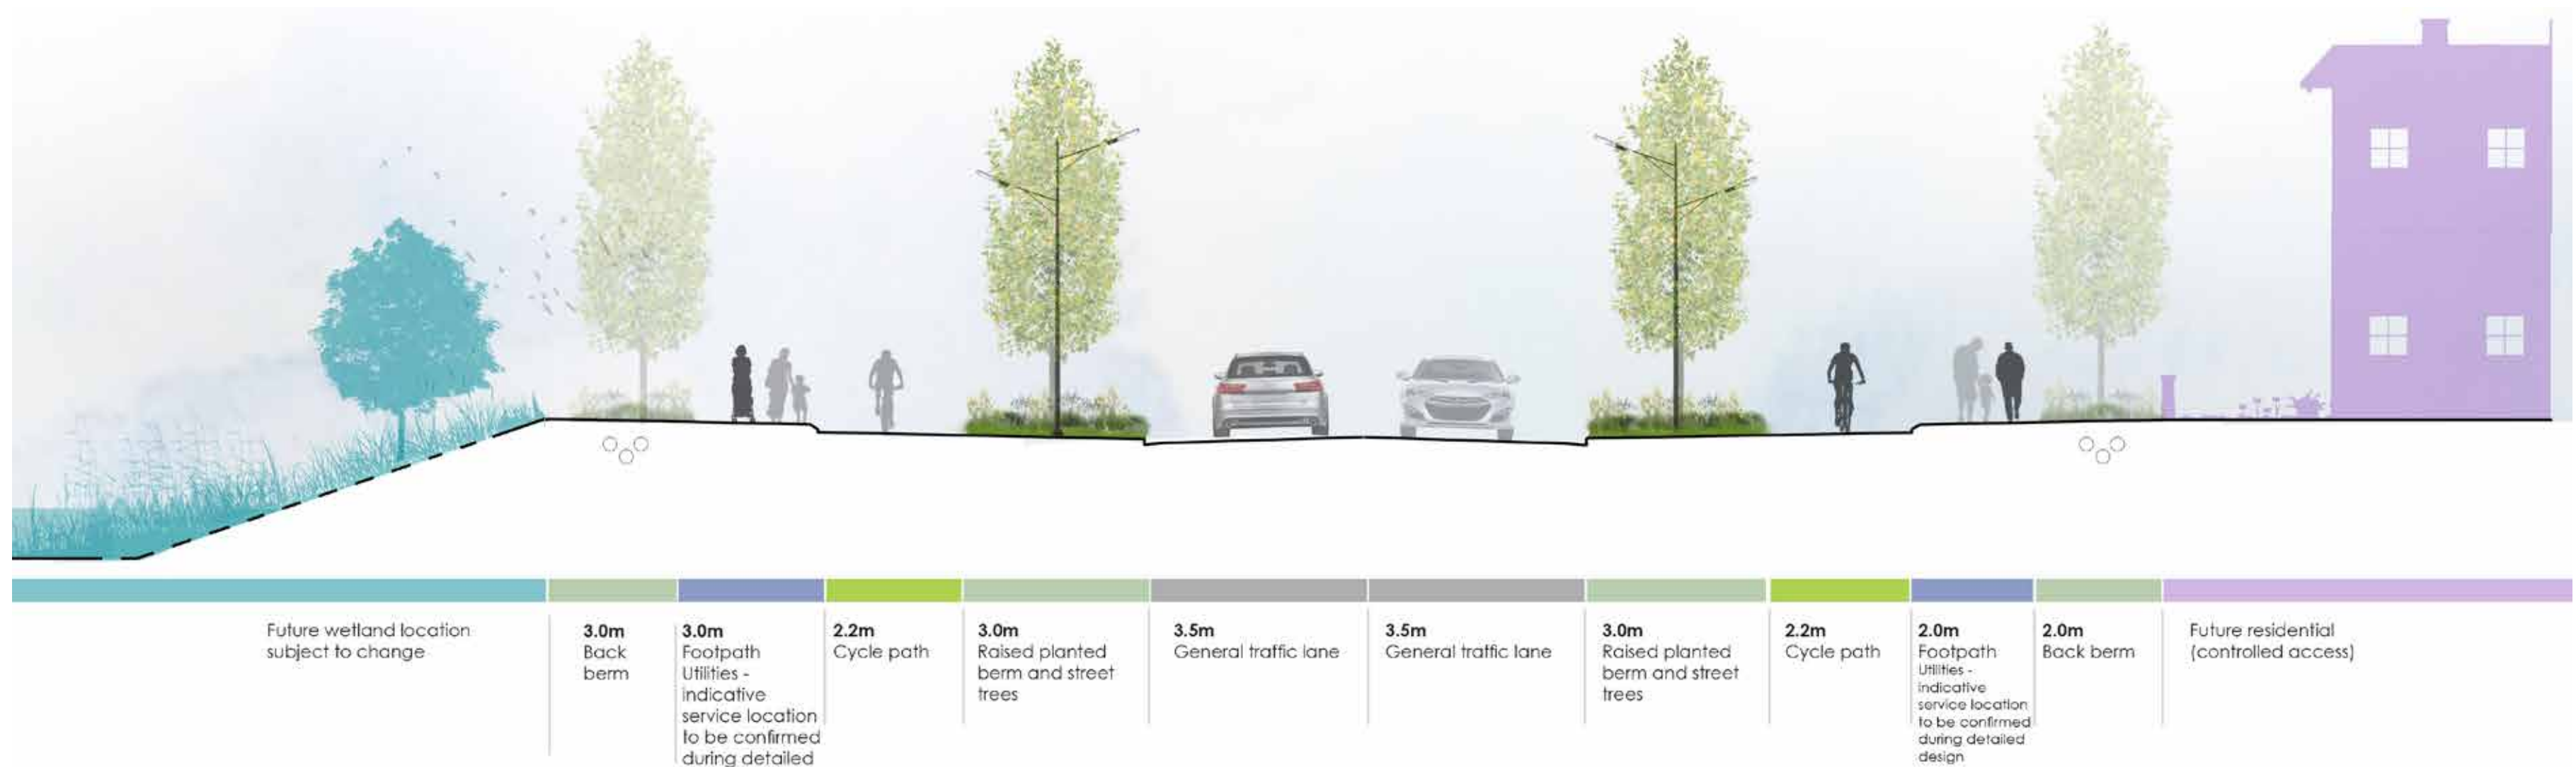 Future wetland location
subject to change
3.0m
Back
berm
3.0m
Footpath
Utilities -
indicative
service location
to be confirmed
during detailed
2.2m
Cycle path
3.0m
Raised planted
berm and street
trees
3.5m
General traffic lane
3.5m
General traffic lane
3.0m
Raised planted
berm and street
trees
2.2m
Cycle path
2.0m
Footpath
Utilities -
indicative
service location
to be confirmed
during detailed
design
2.0m
Back berm
Future residential
(controlled access)